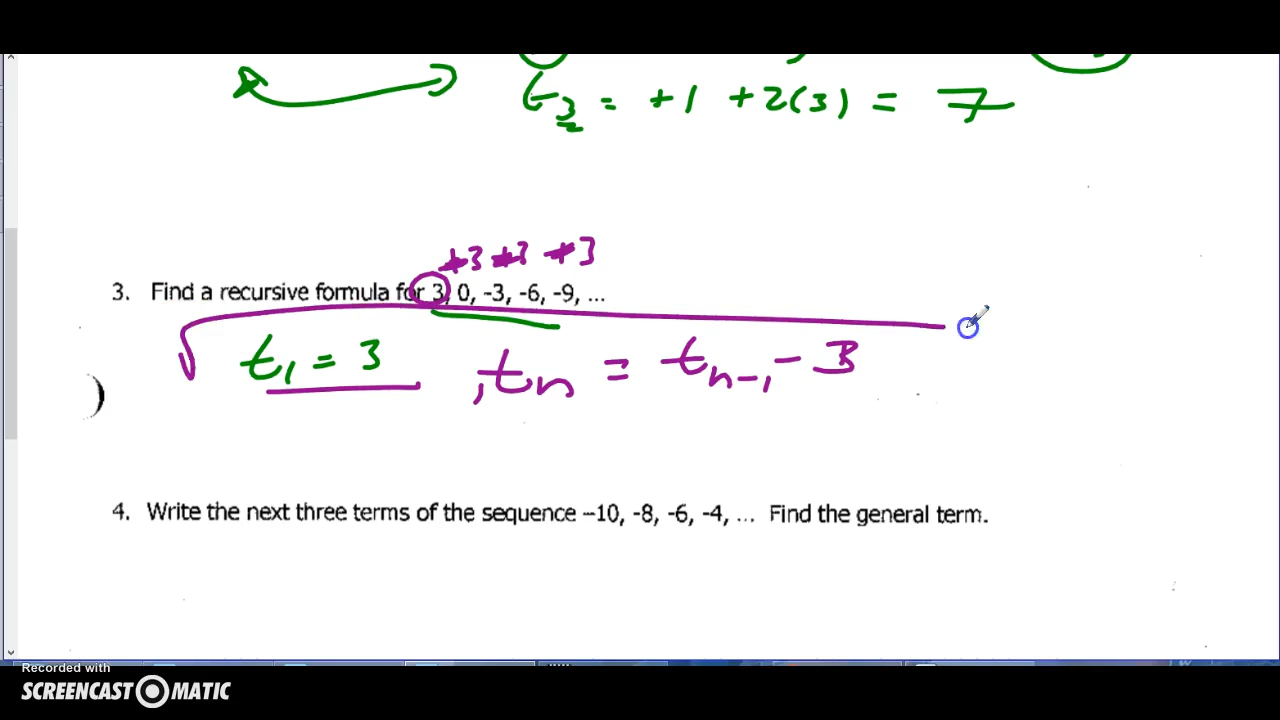 t3 = +1 +2(3) = 7
-3 -3 -3
3. Find a recursive formula for 3, 0, -3, -6, -9, ...
t1 = 3 , tn = tn-1 - 3
4. Write the next three terms of the sequence –10, -8, -6, -4, ... Find the general term.
Recorded with
SCREENCAST MATIC